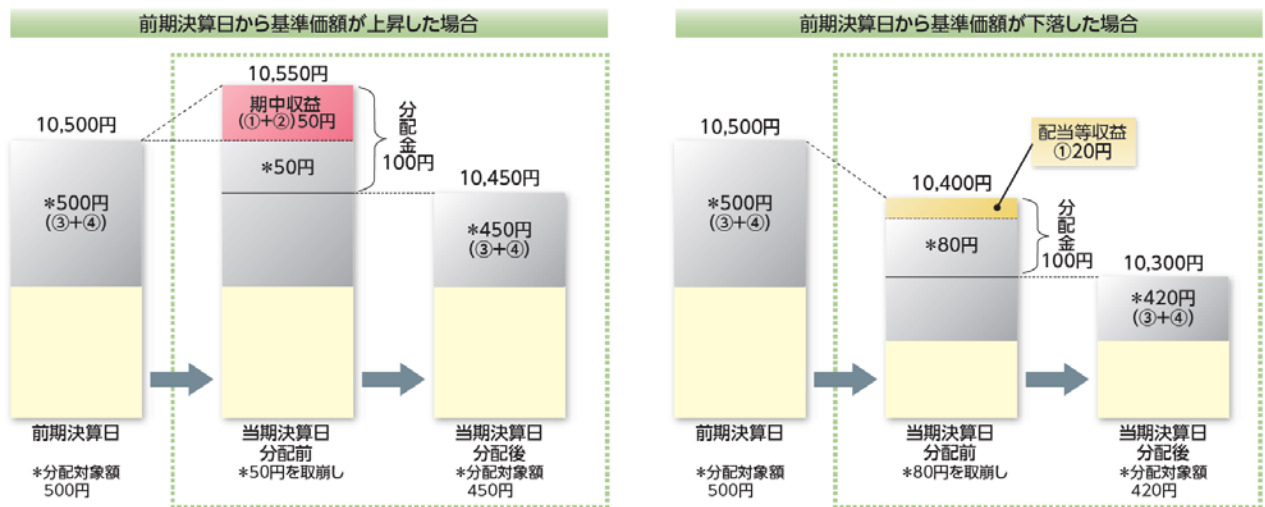 前期決算日から基準価額が上昇した場合
10,500円
*500円
(③+④)
前期決算日
*分配対象額
500円
10,550円
期中収益
(①+②)50円
*50円
分配金
100円
当期決算日
分配前
*50円を取崩し
10,450円
*450円
(③+④)
当期決算日
分配後
*分配対象額
450円
前期決算日から基準価額が下落した場合
10,500円
*500円
(③+④)
前期決算日
*分配対象額
500円
配当等収益
①20円
10,400円
*80円
分配金
100円
当期決算日
分配前
*80円を取崩し
10,300円
*420円
(③+④)
当期決算日
分配後
*分配対象額
420円